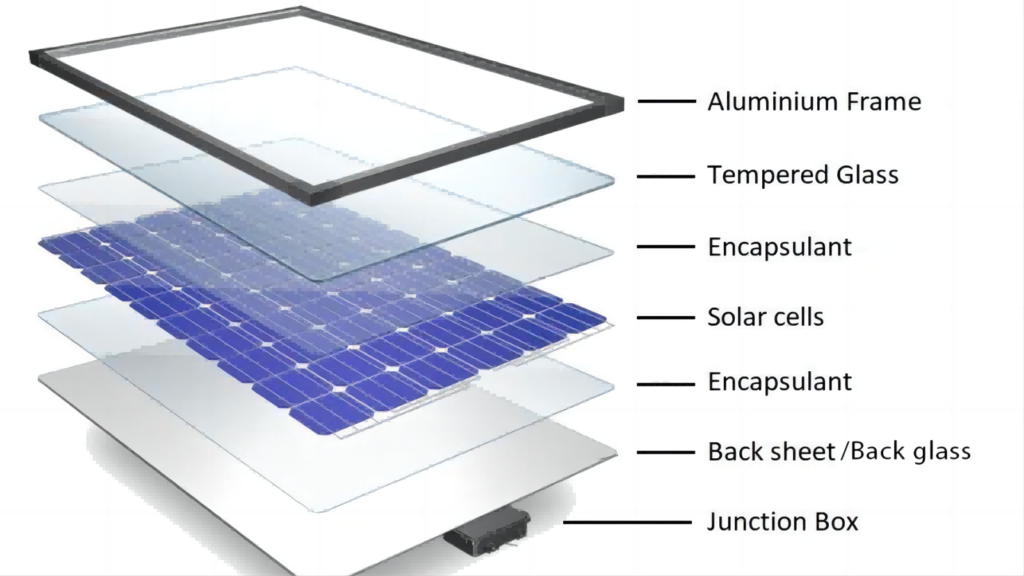 Aluminium Frame
Tempered Glass
Encapsulant
Solar cells
Encapsulant
Back sheet /Back glass
Junction Box